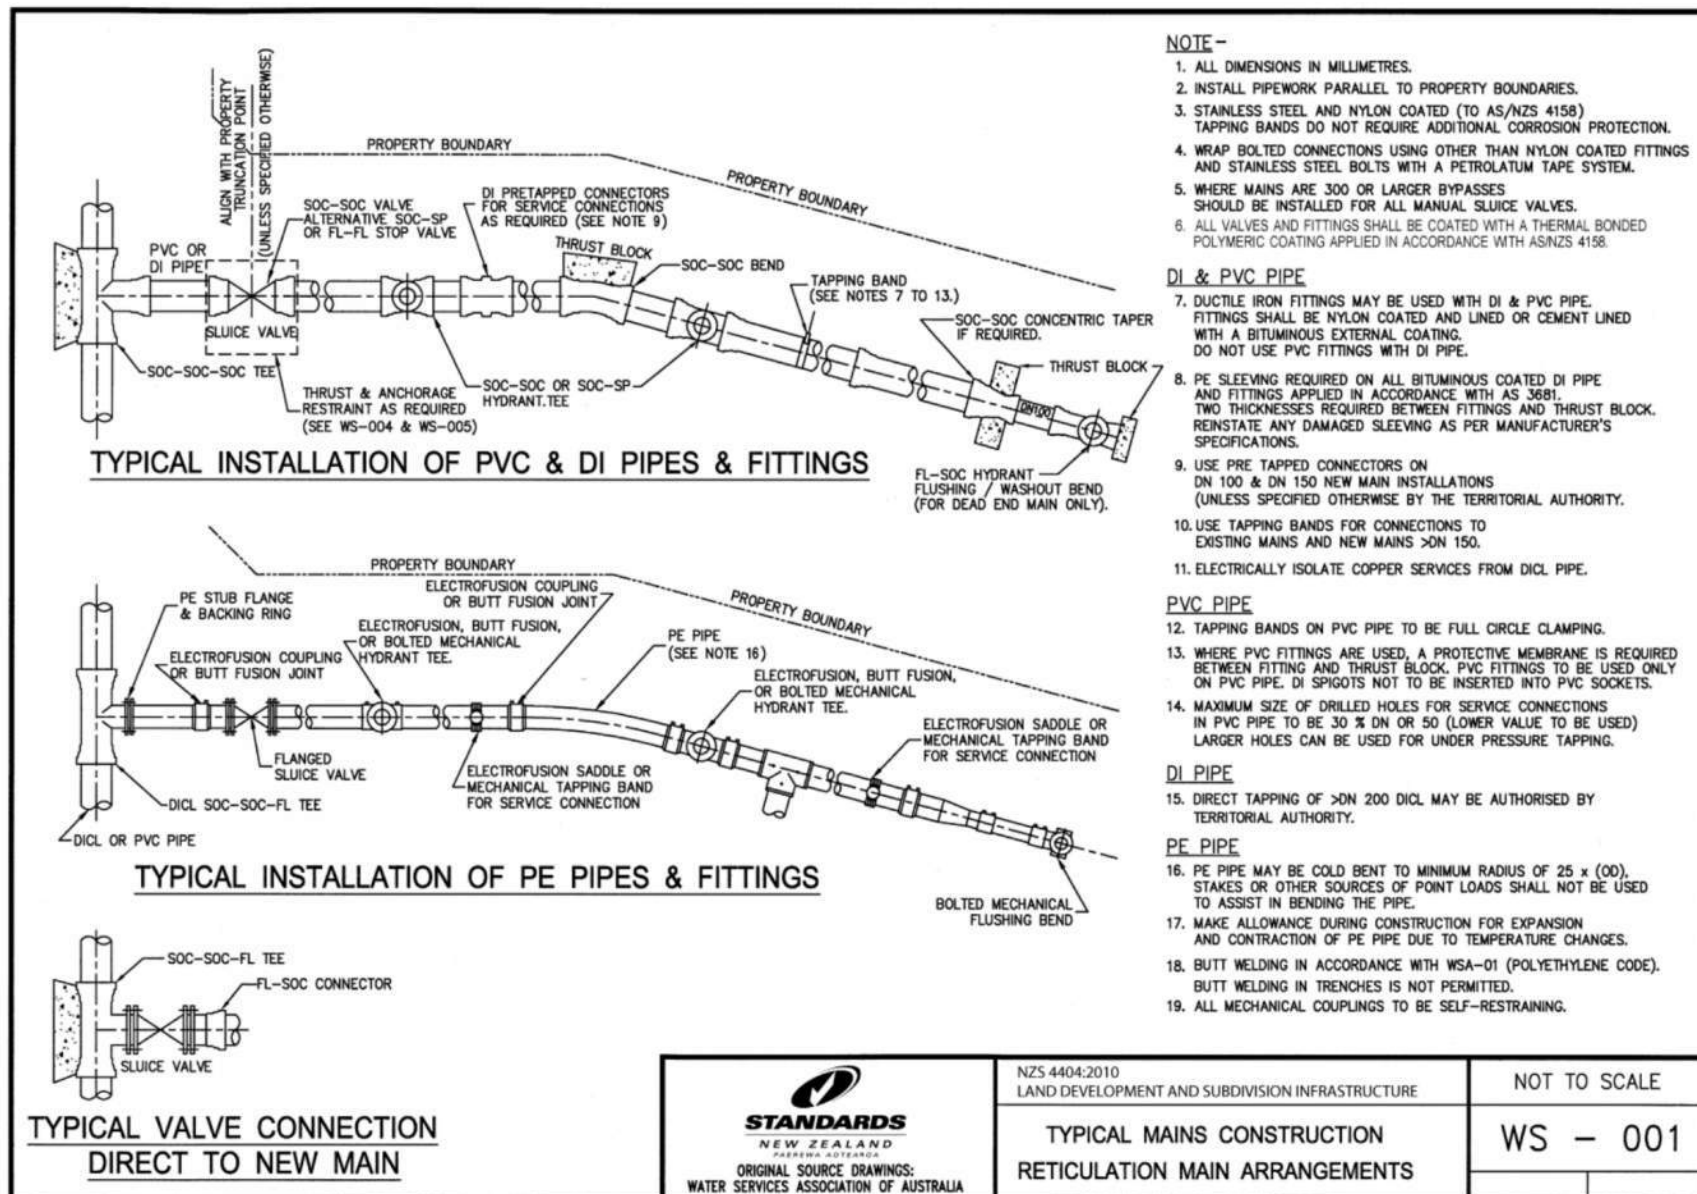 ALIGN WITH PROPERTY
TRUNCATION POINT
(UNLESS SPECIFIED OTHERWISE)
PROPERTY BOUNDARY
PROPERTY BOUNDARY
SOC-SOC VALVE
ALTERNATIVE SOC-SP
OR FL-FL STOP VALVE
DI PRETAPPED CONNECTORS
FOR SERVICE CONNECTIONS
AS REQUIRED (SEE NOTE 9)
PVC OR
DI PIPE
THRUST BLOCK
SOC-SOC BEND
TAPPING BAND
(SEE NOTES 7 TO 13.)
SOC-SOC CONCENTRIC TAPER
IF REQUIRED.
SLUICE VALVE
SOC-SOC-SOC TEE
THRUST & ANCHORAGE
RESTRAINT AS REQUIRED
(SEE WS-004 & WS-005)
SOC-SOC OR SOC-SP
HYDRANT.TEE
THRUST BLOCK
DN100
FL-SOC HYDRANT
FLUSHING / WASHOUT BEND
(FOR DEAD END MAIN ONLY).
TYPICAL INSTALLATION OF PVC & DI PIPES & FITTINGS
PROPERTY BOUNDARY
PROPERTY BOUNDARY
PE STUB FLANGE
& BACKING RING
ELECTROFUSION COUPLING
OR BUTT FUSION JOINT
ELECTROFUSION, BUTT FUSION,
OR BOLTED MECHANICAL
HYDRANT TEE.
ELECTROFUSION COUPLING
OR BUTT FUSION JOINT
PE PIPE
(SEE NOTE 16)
ELECTROFUSION, BUTT FUSION,
OR BOLTED MECHANICAL
HYDRANT TEE.
ELECTROFUSION SADDLE OR
MECHANICAL TAPPING BAND
FOR SERVICE CONNECTION
FLANGED
SLUICE VALVE
ELECTROFUSION SADDLE OR
MECHANICAL TAPPING BAND
FOR SERVICE CONNECTION
DICL SOC-SOC-FL TEE
DICL OR PVC PIPE
BOLTED MECHANICAL
FLUSHING BEND
TYPICAL INSTALLATION OF PE PIPES & FITTINGS
SOC-SOC-FL TEE
FL-SOC CONNECTOR
SLUICE VALVE
TYPICAL VALVE CONNECTION
DIRECT TO NEW MAIN
NOTE-
1. ALL DIMENSIONS IN MILLIMETRES.
2. INSTALL PIPEWORK PARALLEL TO PROPERTY BOUNDARIES.
3. STAINLESS STEEL AND NYLON COATED (TO AS/NZS 4158)
TAPPING BANDS DO NOT REQUIRE ADDITIONAL CORROSION PROTECTION.
4. WRAP BOLTED CONNECTIONS USING OTHER THAN NYLON COATED FITTINGS
AND STAINLESS STEEL BOLTS WITH A PETROLATUM TAPE SYSTEM.
5. WHERE MAINS ARE 300 OR LARGER BYPASSES
SHOULD BE INSTALLED FOR ALL MANUAL SLUICE VALVES.
6. ALL VALVES AND FITTINGS SHALL BE COATED WITH A THERMAL BONDED
POLYMERIC COATING APPLIED IN ACCORDANCE WITH AS/NZS 4158.
DI & PVC PIPE
7. DUCTILE IRON FITTINGS MAY BE USED WITH DI & PVC PIPE.
FITTINGS SHALL BE NYLON COATED AND LINED OR CEMENT LINED
WITH A BITUMINOUS EXTERNAL COATING.
DO NOT USE PVC FITTINGS WITH DI PIPE.
8. PE SLEEVING REQUIRED ON ALL BITUMINOUS COATED DI PIPE
AND FITTINGS APPLIED IN ACCORDANCE WITH AS 3681.
TWO THICKNESSES REQUIRED BETWEEN FITTINGS AND THRUST BLOCK.
REINSTATE ANY DAMAGED SLEEVING AS PER MANUFACTURER'S
SPECIFICATIONS.
9. USE PRE TAPPED CONNECTORS ON
DN 100 & DN 150 NEW MAIN INSTALLATIONS
(UNLESS SPECIFIED OTHERWISE BY THE TERRITORIAL AUTHORITY.
10. USE TAPPING BANDS FOR CONNECTIONS TO
EXISTING MAINS AND NEW MAINS >DN 150.
11. ELECTRICALLY ISOLATE COPPER SERVICES FROM DICL PIPE.
PVC PIPE
12. TAPPING BANDS ON PVC PIPE TO BE FULL CIRCLE CLAMPING.
13. WHERE PVC FITTINGS ARE USED, A PROTECTIVE MEMBRANE IS REQUIRED
BETWEEN FITTING AND THRUST BLOCK. PVC FITTINGS TO BE USED ONLY
ON PVC PIPE. DI SPIGOTS NOT TO BE INSERTED INTO PVC SOCKETS.
14. MAXIMUM SIZE OF DRILLED HOLES FOR SERVICE CONNECTIONS
IN PVC PIPE TO BE 30 % DN OR 50 (LOWER VALUE TO BE USED)
LARGER HOLES CAN BE USED FOR UNDER PRESSURE TAPPING.
DI PIPE
15. DIRECT TAPPING OF >DN 200 DICL MAY BE AUTHORISED BY
TERRITORIAL AUTHORITY.
PE PIPE
16. PE PIPE MAY BE COLD BENT TO MINIMUM RADIUS OF 25 x (OD),
STAKES OR OTHER SOURCES OF POINT LOADS SHALL NOT BE USED
TO ASSIST IN BENDING THE PIPE.
17. MAKE ALLOWANCE DURING CONSTRUCTION FOR EXPANSION
AND CONTRACTION OF PE PIPE DUE TO TEMPERATURE CHANGES.
18. BUTT WELDING IN ACCORDANCE WITH WSA-01 (POLYETHYLENE CODE).
BUTT WELDING IN TRENCHES IS NOT PERMITTED.
19. ALL MECHANICAL COUPLINGS TO BE SELF-RESTRAINING.
STANDARDS
NEW ZEALAND
PAEREWA AOTEAROA
ORIGINAL SOURCE DRAWINGS:
WATER SERVICES ASSOCIATION OF AUSTRALIA
NZS 4404:2010
LAND DEVELOPMENT AND SUBDIVISION INFRASTRUCTURE
TYPICAL MAINS CONSTRUCTION
RETICULATION MAIN ARRANGEMENTS
NOT TO SCALE
WS - 001